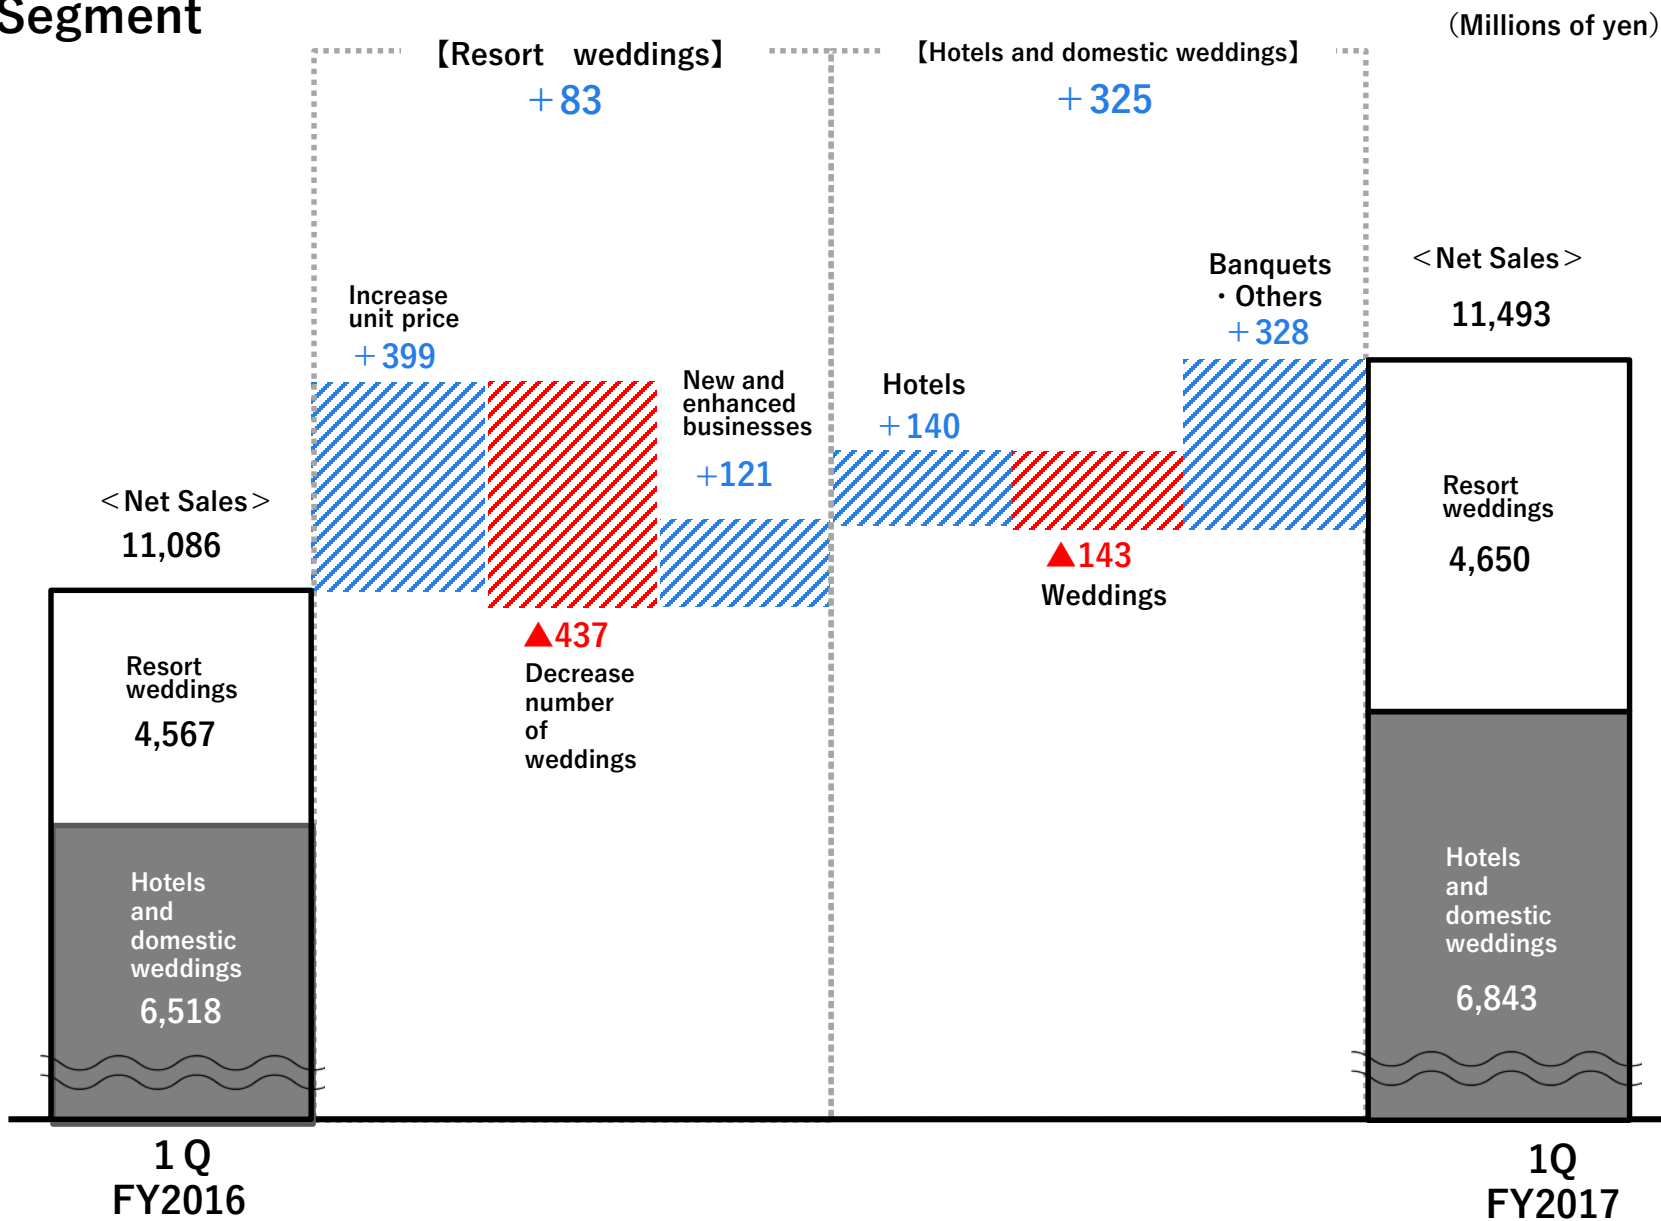 Segment
（Millions of yen）
【Resort　weddings】
＋83
【Hotels and domestic weddings】
＋325
＜Net Sales＞
11,086
Resort
weddings
4,567
Hotels
and
domestic
weddings
6,518
1 Q
FY2016
Increase
unit price
＋399
▲437
Decrease
number
of
weddings
New and
enhanced
businesses
+121
Hotels
＋140
▲143
Weddings
Banquets
・Others
＋328
＜Net Sales＞
11,493
Resort
weddings
4,650
Hotels
and
domestic
weddings
6,843
1Q
FY2017